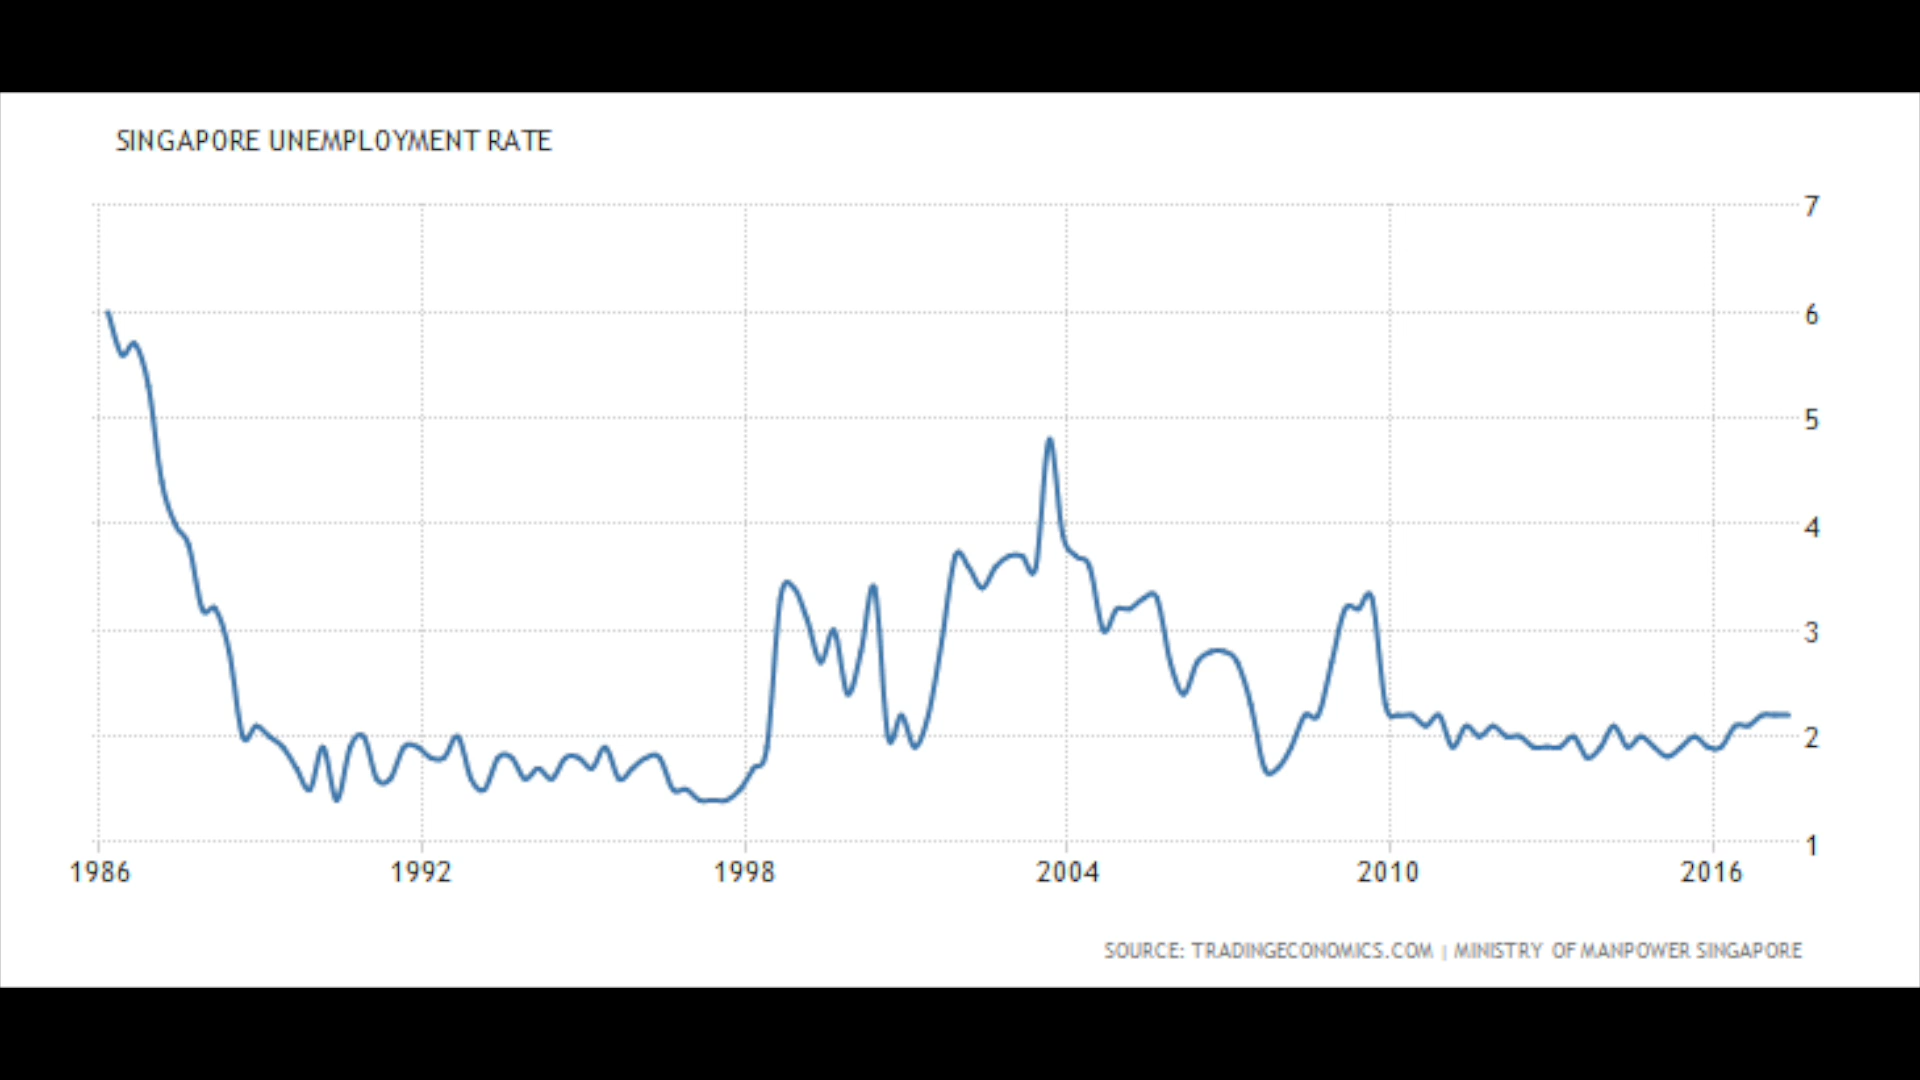 SINGAPORE UNEMPLOYMENT RATE
7
6
5
4
3
2
1
1986 1992 1998 2004 2010 2016
SOURCE: TRADINGECONOMICS.COM | MINISTRY OF MANPOWER SINGAPORE